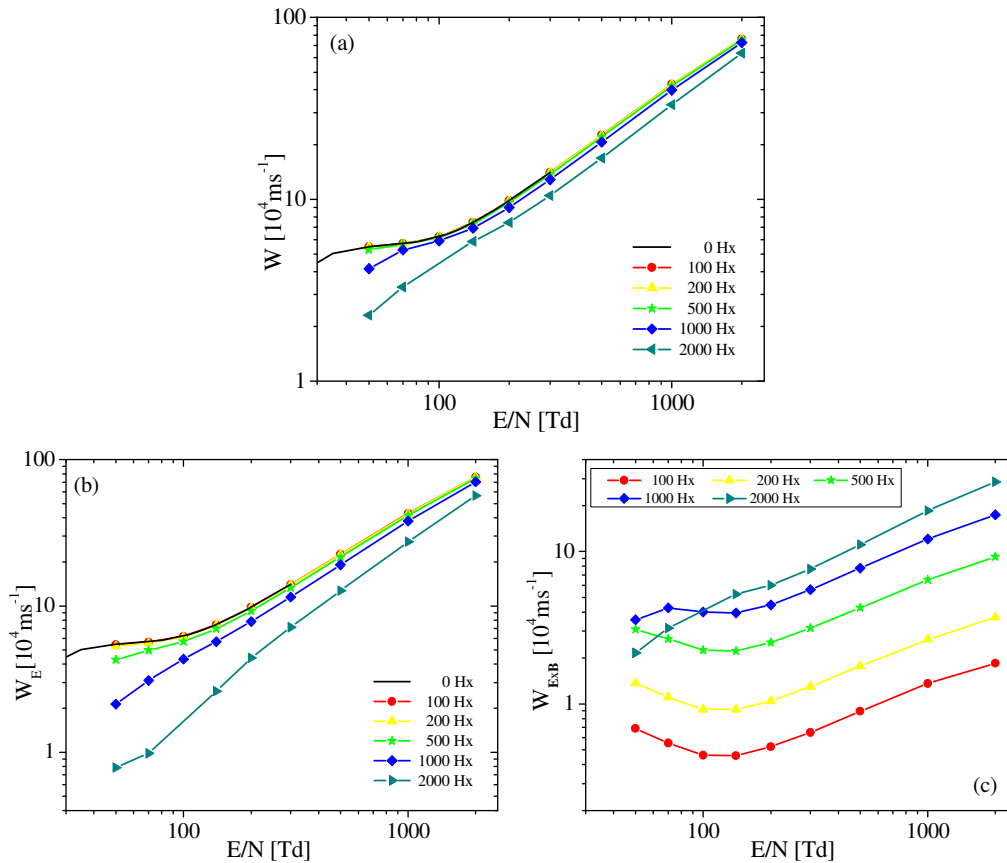 (a)
100
10
1
W [10⁴ms⁻¹]
0 Hx
100 Hx
200 Hx
500 Hx
1000 Hx
2000 Hx
100 1000
E/N [Td]
(b)
100
10
1
W_E [10⁴ms⁻¹]
0 Hx
100 Hx
200 Hx
500 Hx
1000 Hx
2000 Hx
100 1000
E/N [Td]
100 Hx 200 Hx 500 Hx
1000 Hx 2000 Hx
10
1
W_ExB [10⁴ms⁻¹]
(c)
100 1000
E/N [Td]